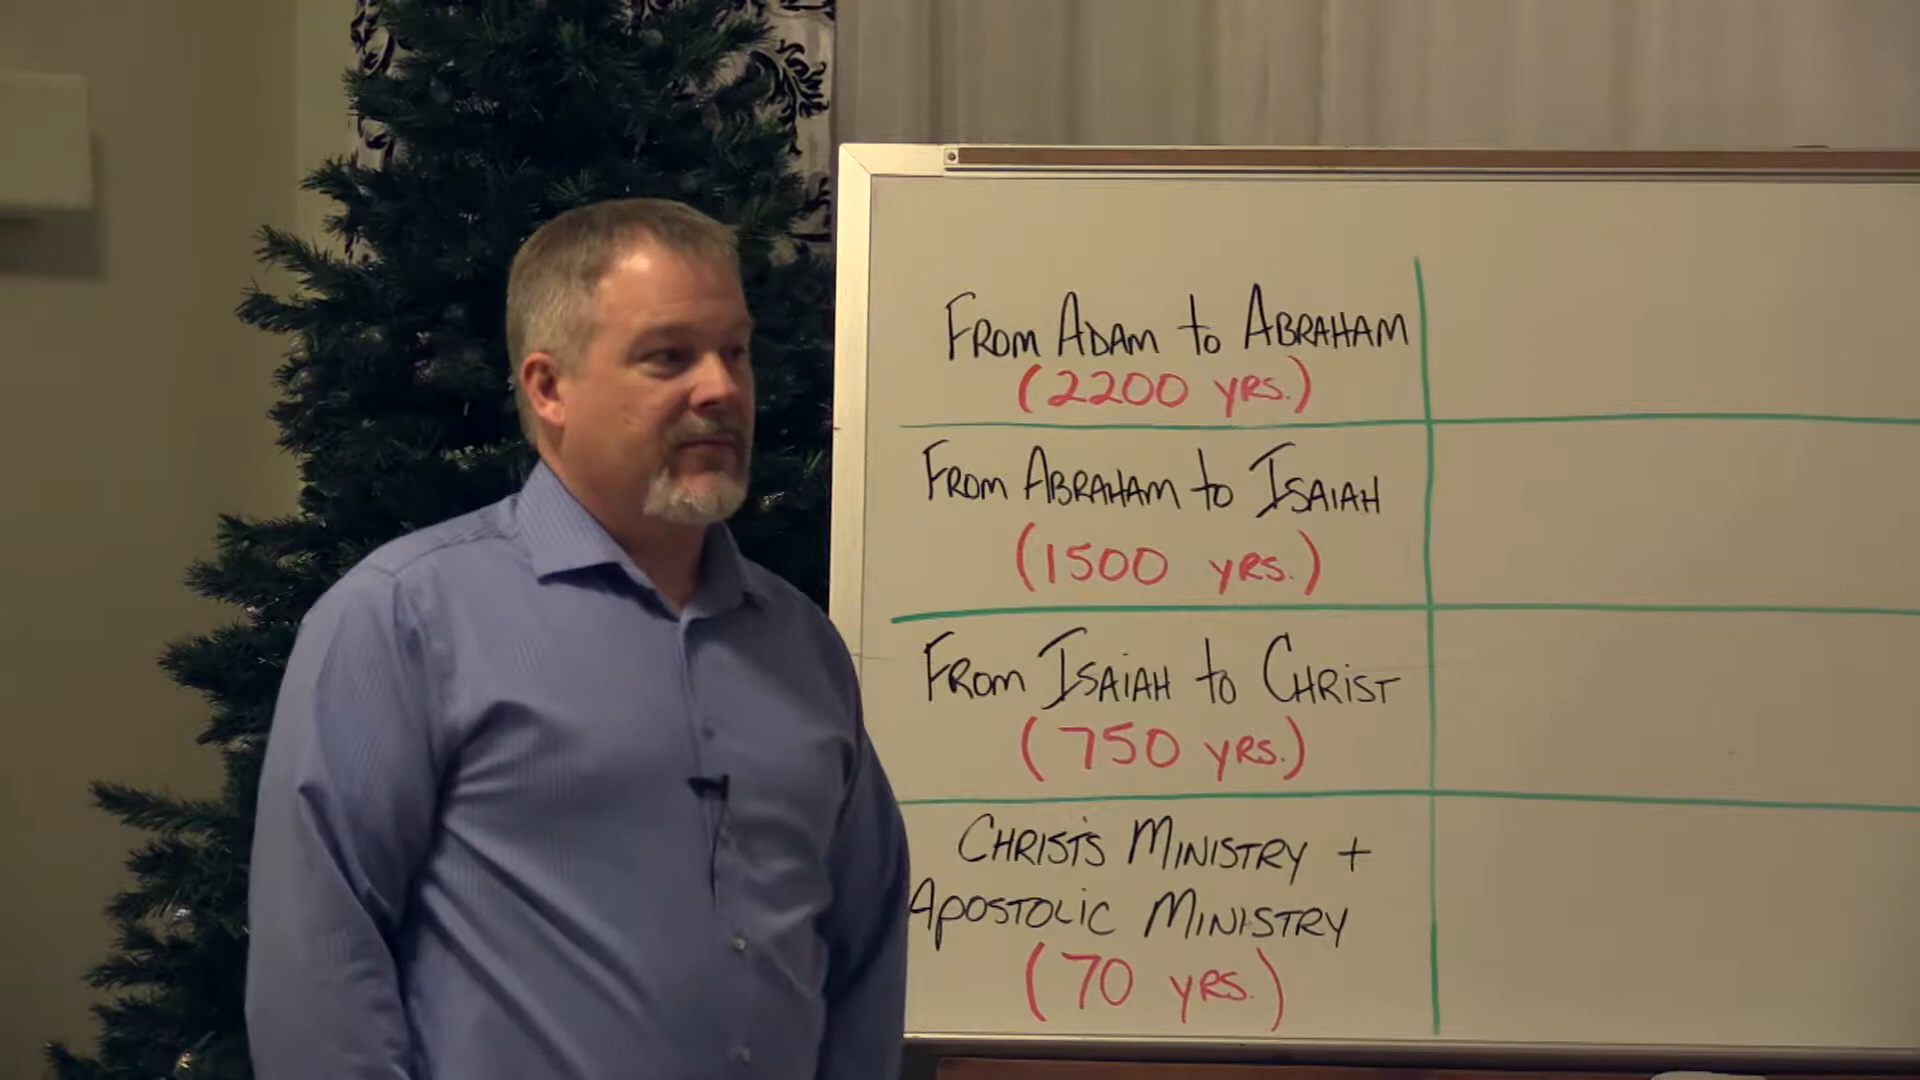 From Adam to Abraham
(2200 yrs.)
From Abraham to Isaiah
(1500 yrs.)
From Isaiah to Christ
(750 yrs.)
Christ's Ministry +
Apostolic Ministry
(70 yrs.)